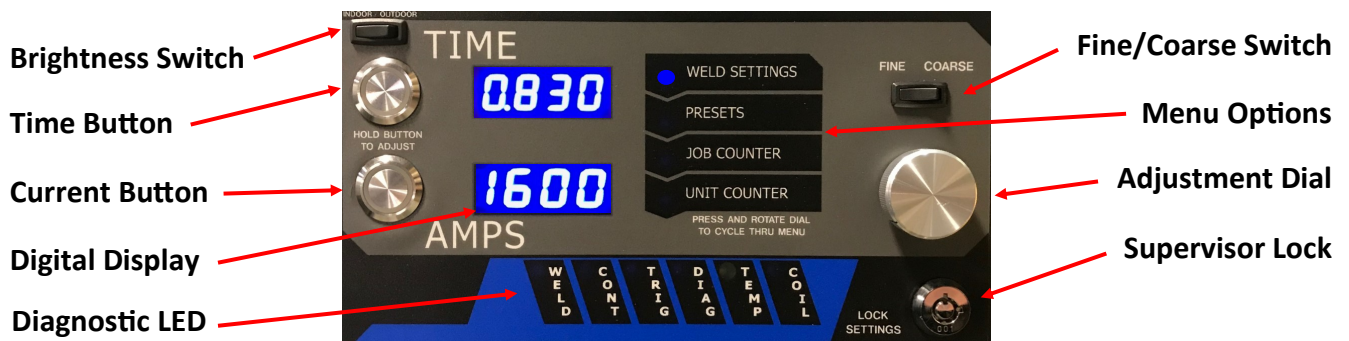 INDOOR / OUTDOOR
Brightness Switch
Time Button
Current Button
Digital Display
Diagnostic LED
TIME
0.830
HOLD BUTTON
TO ADJUST
1600
AMPS
WELD SETTINGS
PRESETS
JOB COUNTER
UNIT COUNTER
PRESS AND ROTATE DIAL
TO CYCLE THRU MENU
WELD
CONT
TRIG
DIAG
TEMP
COIL
FINE COARSE
LOCK
SETTINGS
001
Fine/Coarse Switch
Menu Options
Adjustment Dial
Supervisor Lock